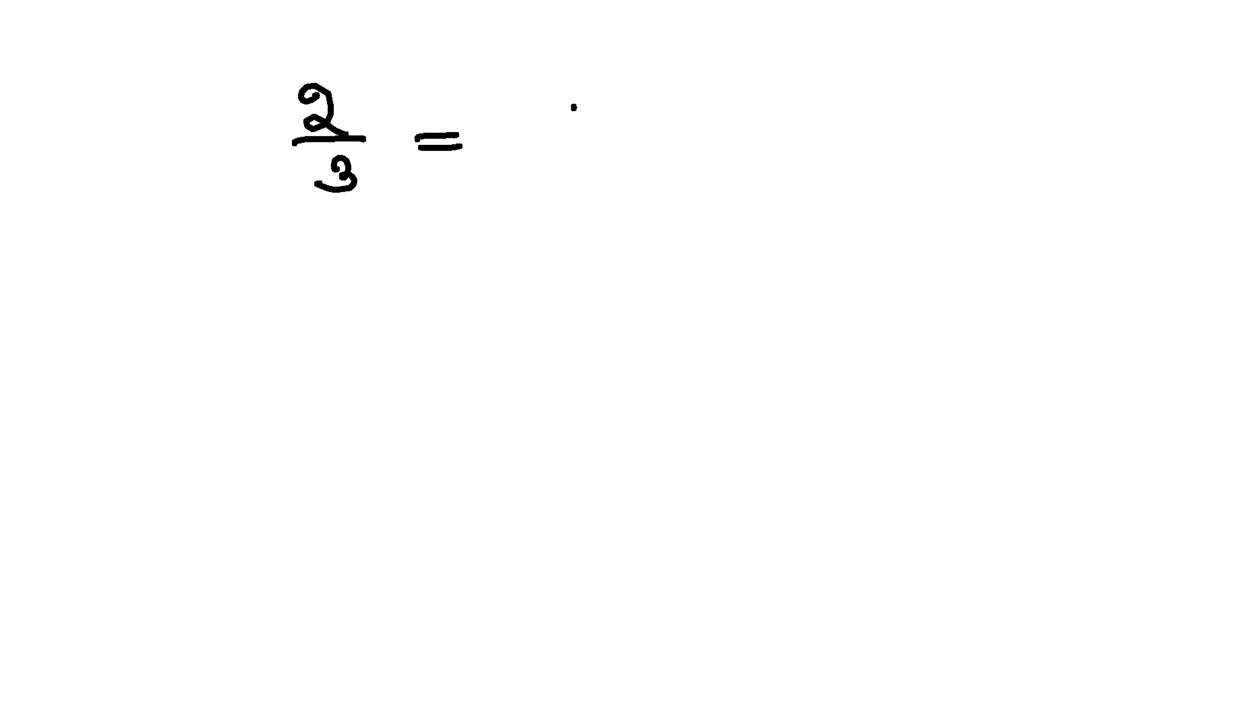 2/3 =